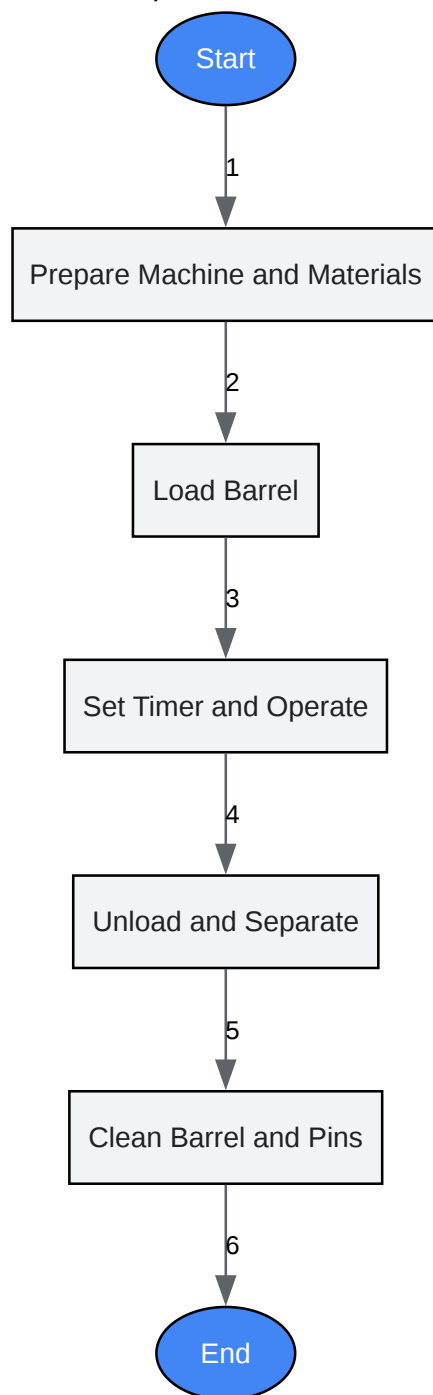 Start
1
Prepare Machine and Materials
2
Load Barrel
3
Set Timer and Operate
4
Unload and Separate
5
Clean Barrel and Pins
6
End